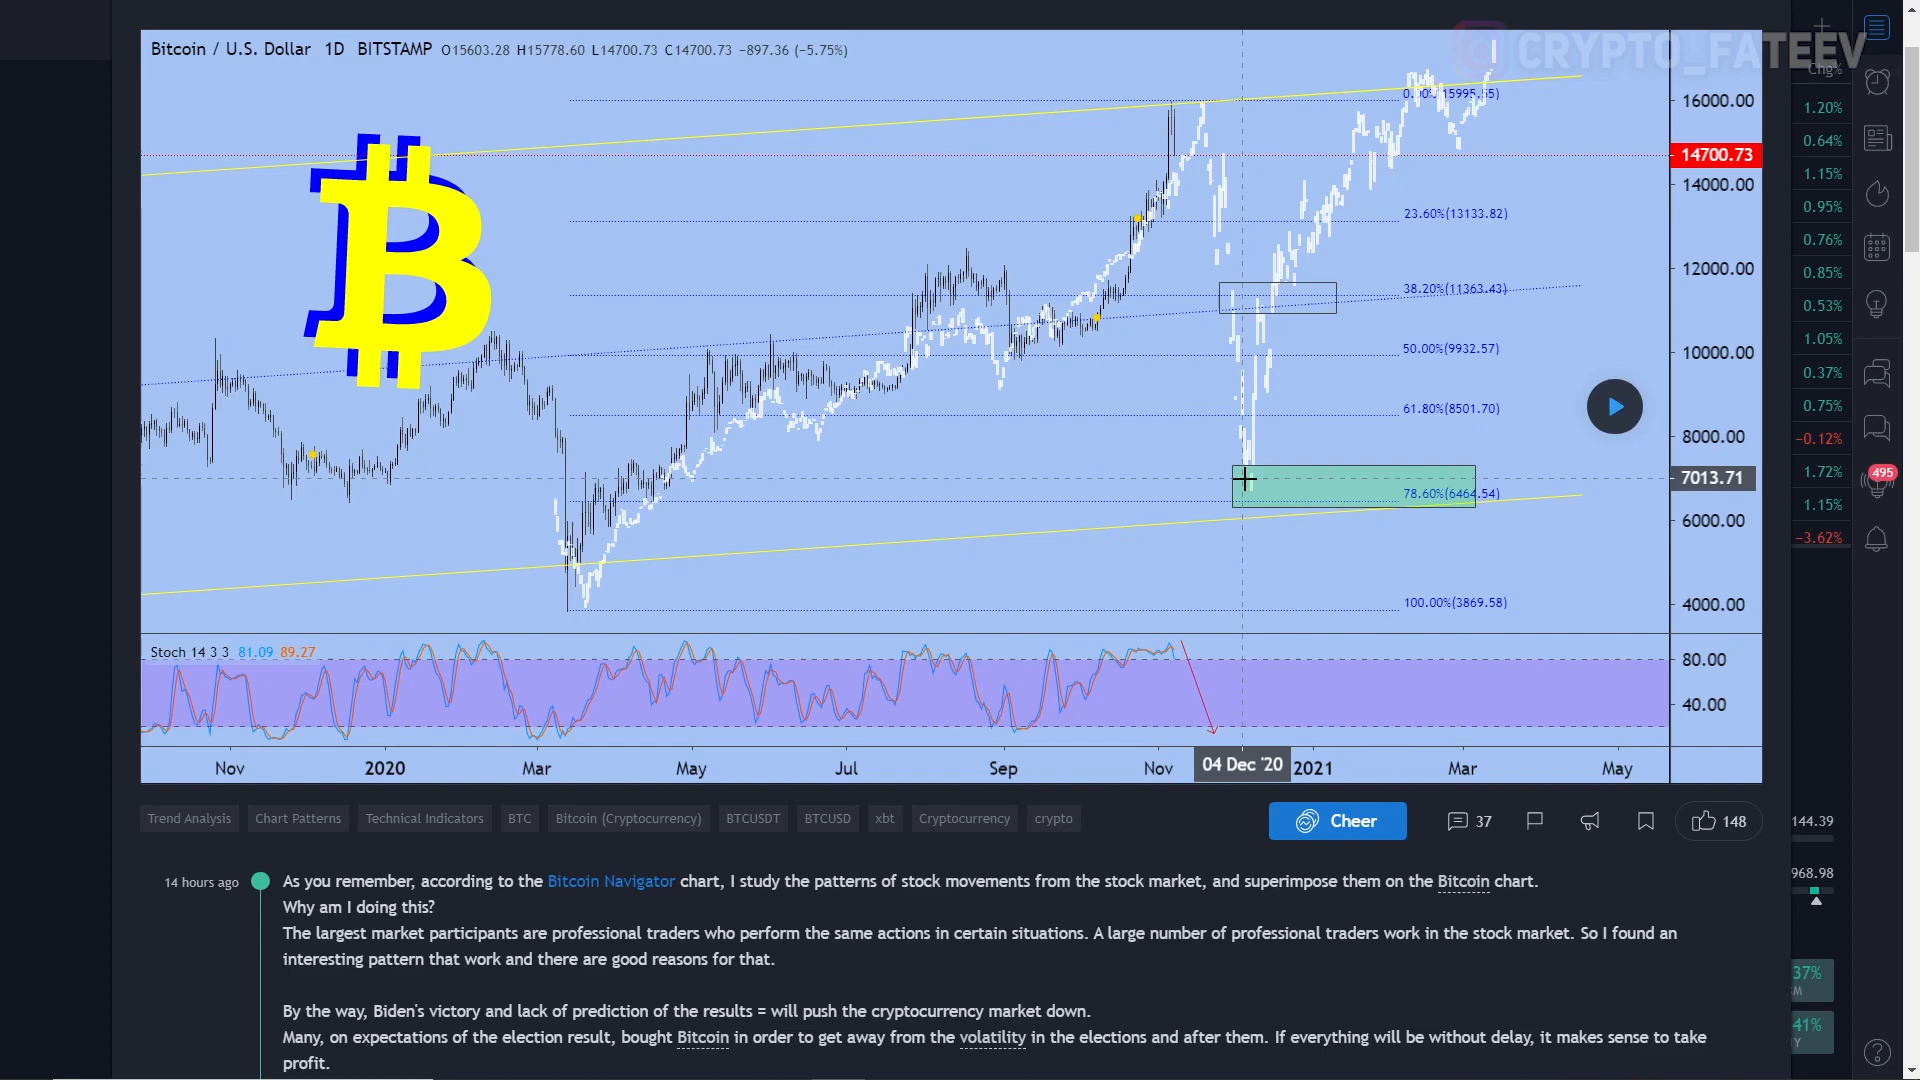 CRYPTO_FATEEV
Bitcoin / U.S. Dollar 1D BITSTAMP O15603.28 H15778.60 L14700.73 C14700.73 −897.36 (−5.75%)
Chg%
0.00%(15995.55)
16000.00
1.20%
0.64%
14700.73
1.15%
14000.00
0.95%
23.60%(13133.82)
0.76%
12000.00
0.85%
38.20%(11363.43)
0.53%
1.05%
50.00%(9932.57)
10000.00
0.37%
61.80%(8501.70)
0.75%
8000.00
−0.12%
7013.71
1.72%
495
78.60%(6464.54)
1.15%
6000.00
−3.62%
100.00%(3869.58)
4000.00
Stoch 14 3 3 81.09 89.27
80.00
40.00
Nov 2020 Mar May Jul Sep Nov 04 Dec '20 2021 Mar May
Trend Analysis Chart Patterns Technical Indicators BTC Bitcoin (Cryptocurrency) BTCUSDT BTCUSD xbt Cryptocurrency crypto
Cheer 37 148
144.39
968.98
14 hours ago
As you remember, according to the Bitcoin Navigator chart, I study the patterns of stock movements from the stock market, and superimpose them on the Bitcoin chart.
Why am I doing this?
The largest market participants are professional traders who perform the same actions in certain situations. A large number of professional traders work in the stock market. So I found an
interesting pattern that work and there are good reasons for that.
37%
M
By the way, Biden's victory and lack of prediction of the results = will push the cryptocurrency market down.
41%
Y
Many, on expectations of the election result, bought Bitcoin in order to get away from the volatility in the elections and after them. If everything will be without delay, it makes sense to take
profit.